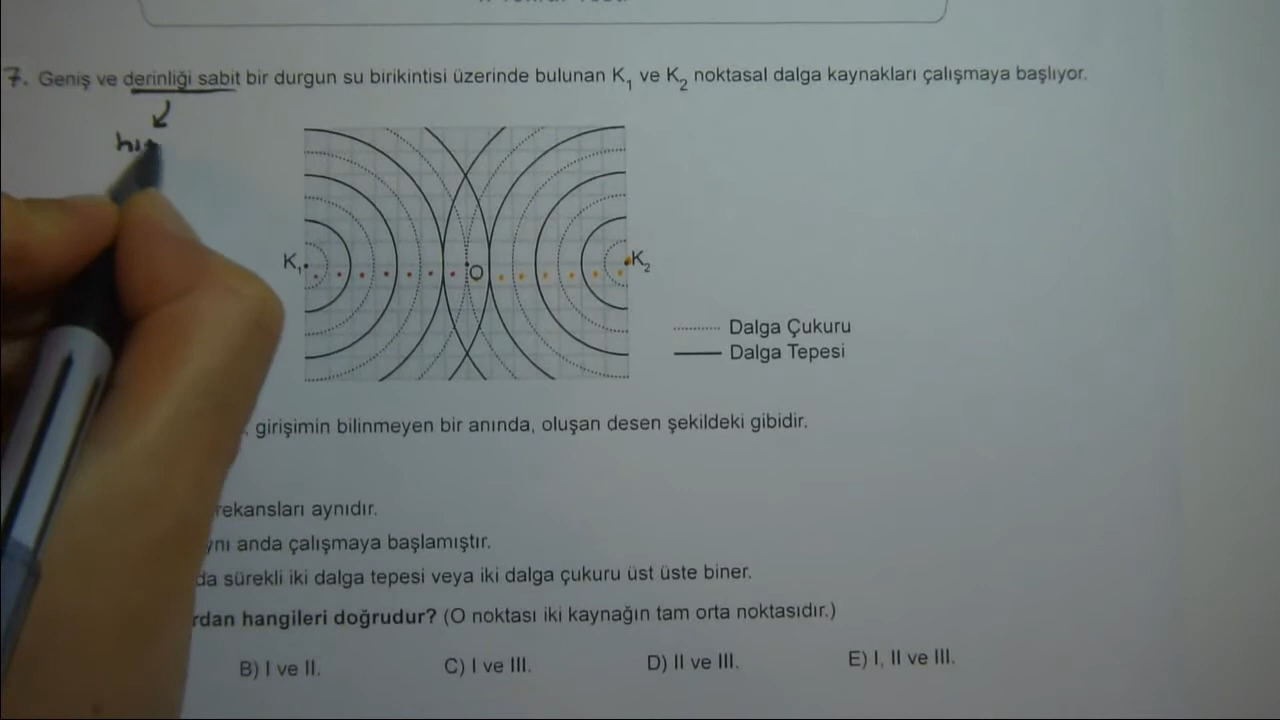 7. Geniş ve derinliği sabit bir durgun su birikintisi üzerinde bulunan K₁ ve K₂ noktasal dalga kaynakları çalışmaya başlıyor.
K₁ O K₂
Dalga Çukuru
Dalga Tepesi
, girişimin bilinmeyen bir anında, oluşan desen şekildeki gibidir.
rekansları aynıdır.
ynı anda çalışmaya başlamıştır.
da sürekli iki dalga tepesi veya iki dalga çukuru üst üste biner.
rdan hangileri doğrudur? (O noktası iki kaynağın tam orta noktasıdır.)
B) I ve II. C) I ve III. D) II ve III. E) I, II ve III.